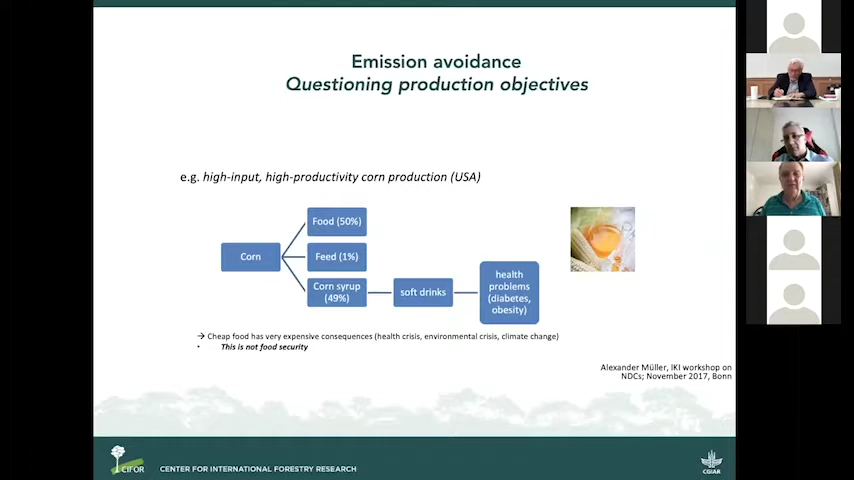 Emission avoidance
Questioning production objectives
e.g. high-input, high-productivity corn production (USA)
Corn
Food (50%)
Feed (1%)
Corn syrup
(49%)
soft drinks
health
problems
(diabetes,
obesity)
→ Cheap food has very expensive consequences (health crisis, environmental crisis, climate change)
• This is not food security
Alexander Müller, IKI workshop on
NDCs; November 2017, Bonn
CIFOR
CENTER FOR INTERNATIONAL FORESTRY RESEARCH
CGIAR